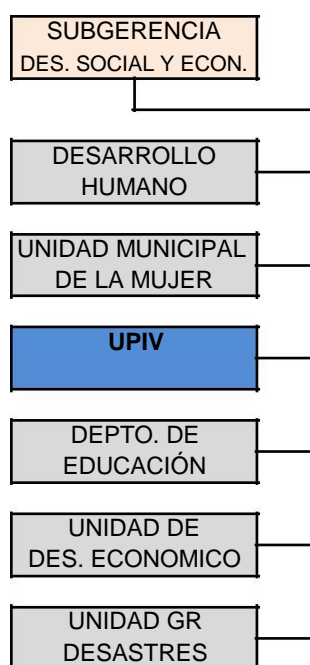 SUBGERENCIA
DES. SOCIAL Y ECON.
DESARROLLO
HUMANO
UNIDAD MUNICIPAL
DE LA MUJER
UPIV
DEPTO. DE
EDUCACIÓN
UNIDAD DE
DES. ECONOMICO
UNIDAD GR
DESASTRES